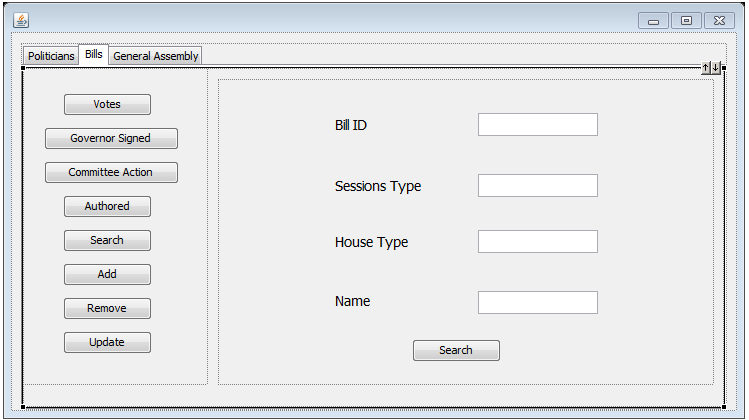 Politicians Bills General Assembly
Votes
Governor Signed
Committee Action
Authored
Search
Add
Remove
Update
Bill ID
Sessions Type
House Type
Name
Search